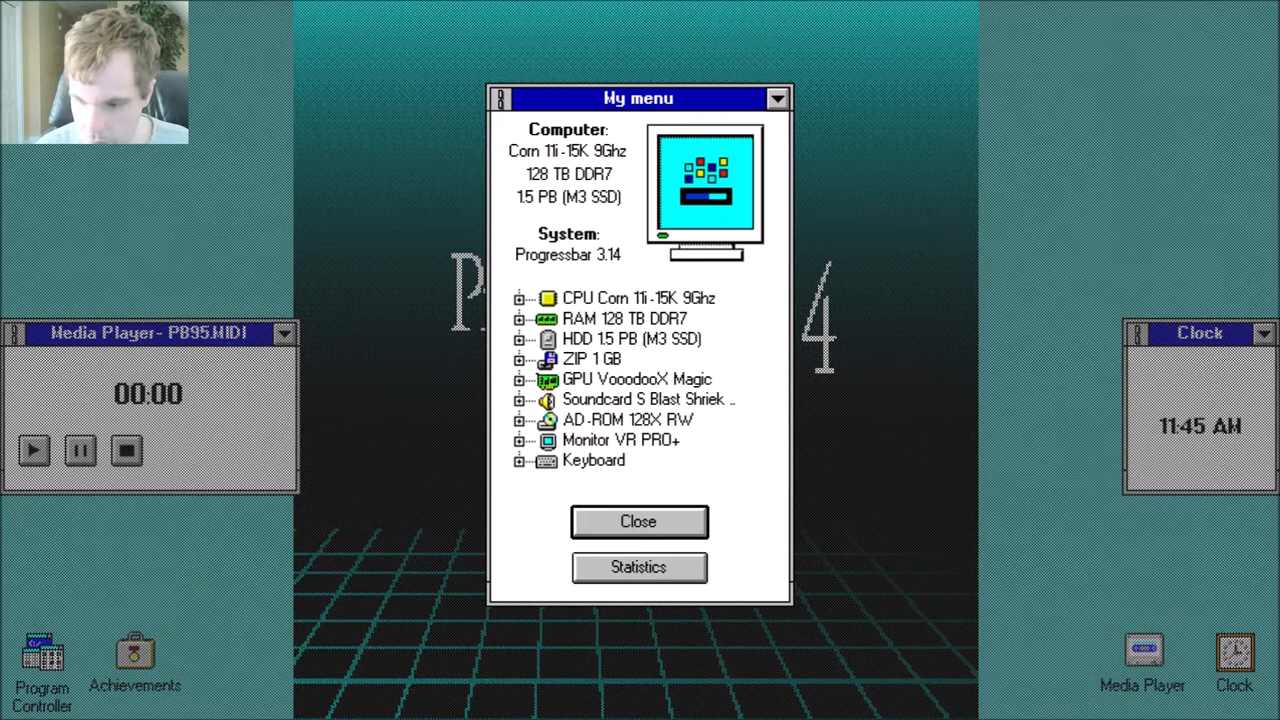 My menu
Computer:
Corn 11i-15K 9Ghz
128 TB DDR7
1.5 PB (M3 SSD)
System:
Progressbar 3.14
CPU Corn 11i-15K 9Ghz
RAM 128 TB DDR7
HDD 1.5 PB (M3 SSD)
ZIP 1 GB
GPU VooodooX Magic
Soundcard S Blast Shriek ..
AD-ROM 128X RW
Monitor VR PRO+
Keyboard
Close
Statistics
P
4
Media Player- PB95.MIDI
00:00
Clock
11:45 AM
Program
Controller
Achievements
Media Player
Clock